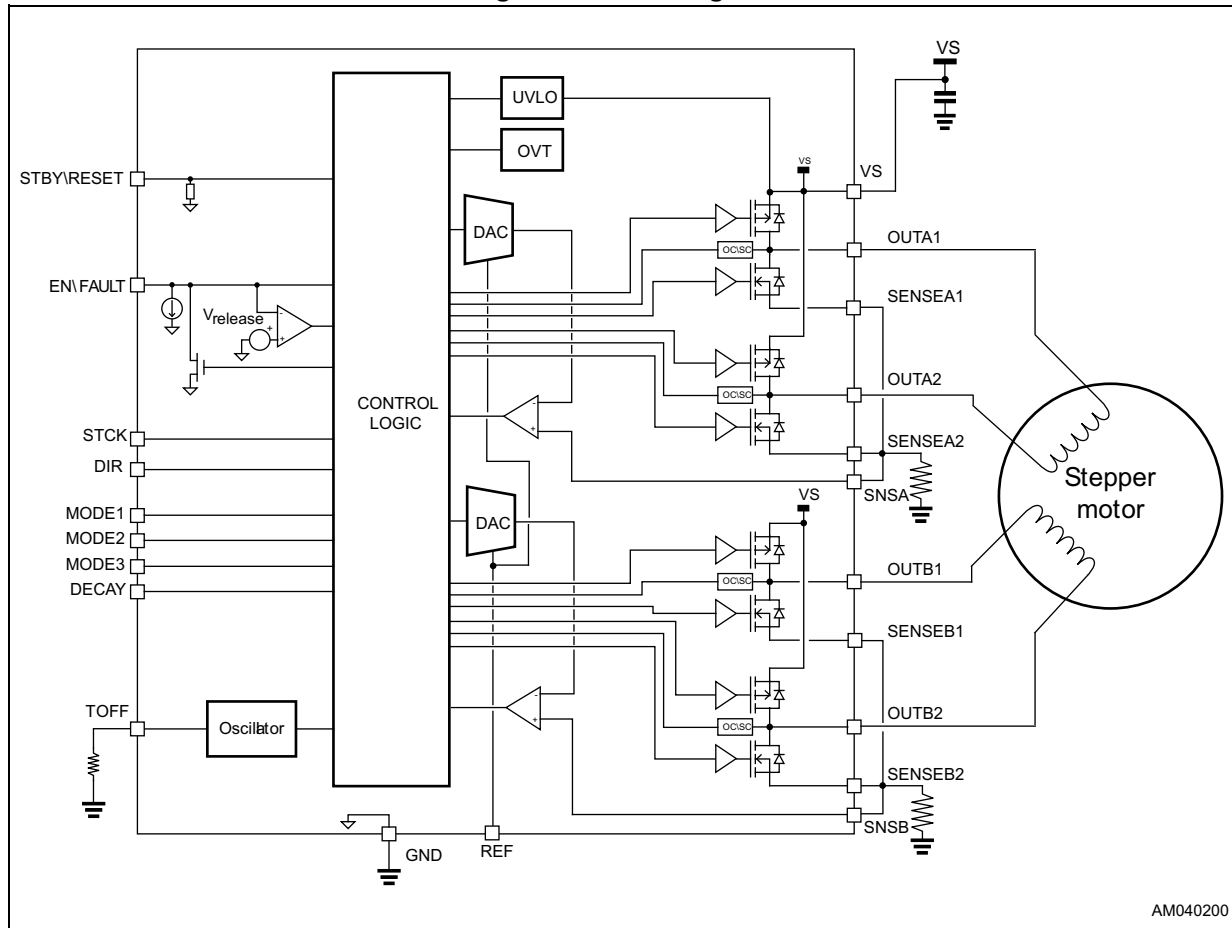 VS
UVLO
OVT
VS
VS
STBY\RESET
DAC
OUTA1
OC\SC
EN\FAULT
SENSEA1
Vrelease
-
+
+
OUTA2
OC\SC
CONTROL
LOGIC
-
+
STCK
SENSEA2
DIR
SNSA
Stepper
motor
VS
MODE1
DAC
MODE2
MODE3
OUTB1
OC\SC
DECAY
SENSEB1
-
+
TOFF
Oscillator
OUTB2
OC\SC
SENSEB2
SNSB
GND
REF
AM040200